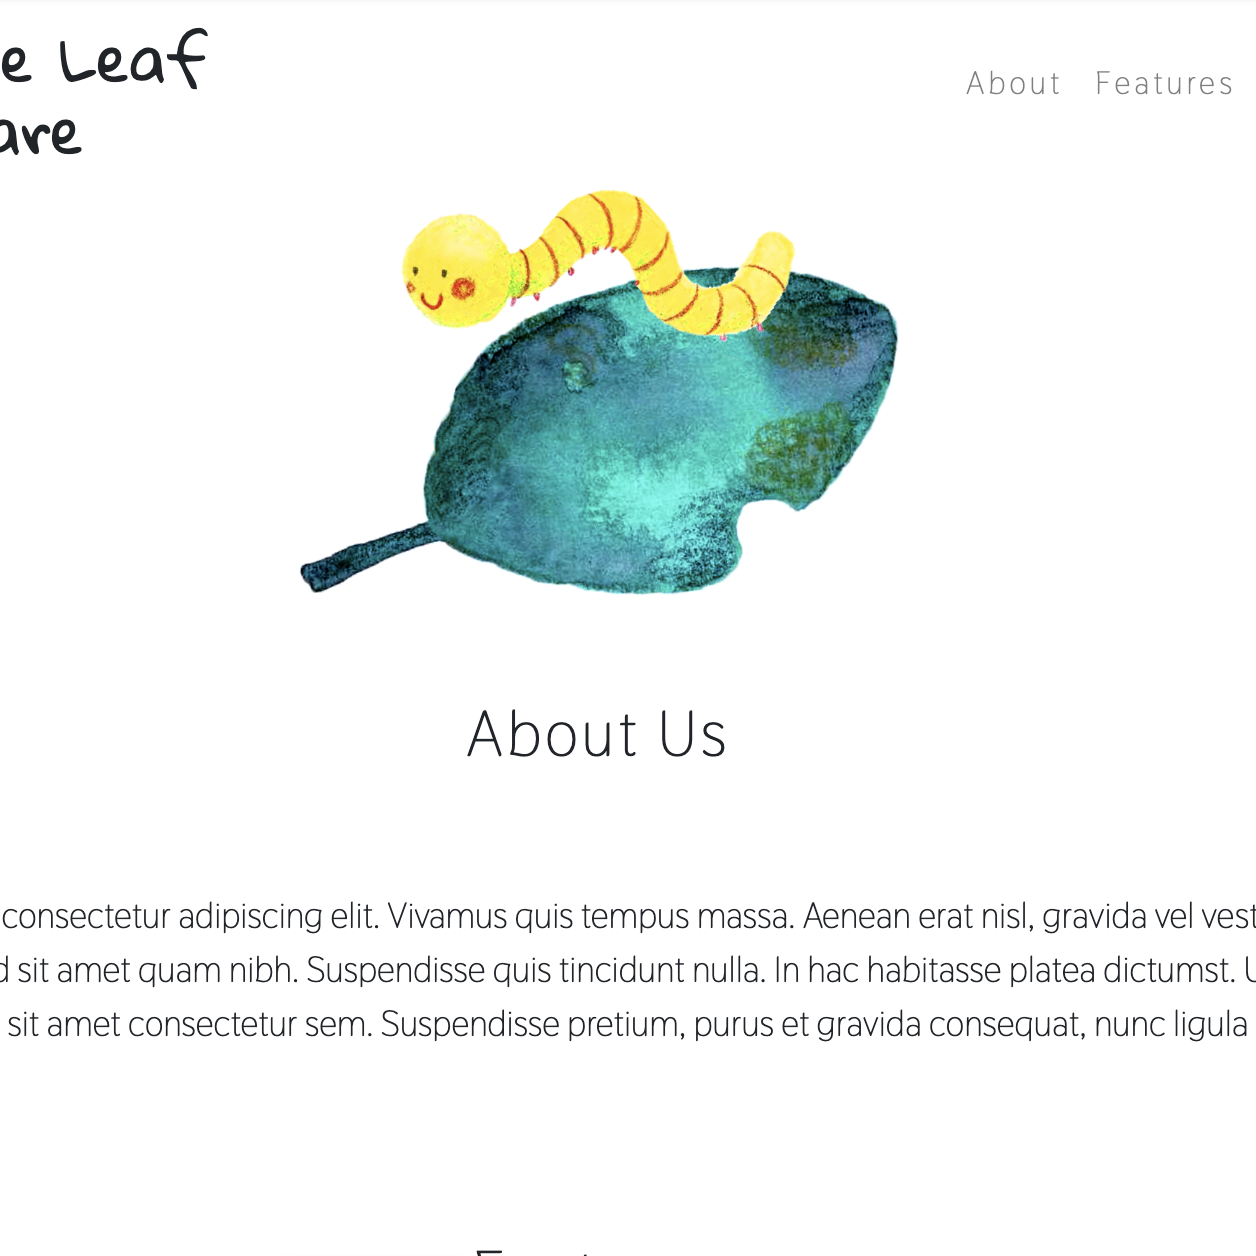 e Leaf
are
About Features
About Us
consectetur adipiscing elit. Vivamus quis tempus massa. Aenean erat nisl, gravida vel vest
d sit amet quam nibh. Suspendisse quis tincidunt nulla. In hac habitasse platea dictumst. U
sit amet consectetur sem. Suspendisse pretium, purus et gravida consequat, nunc ligula